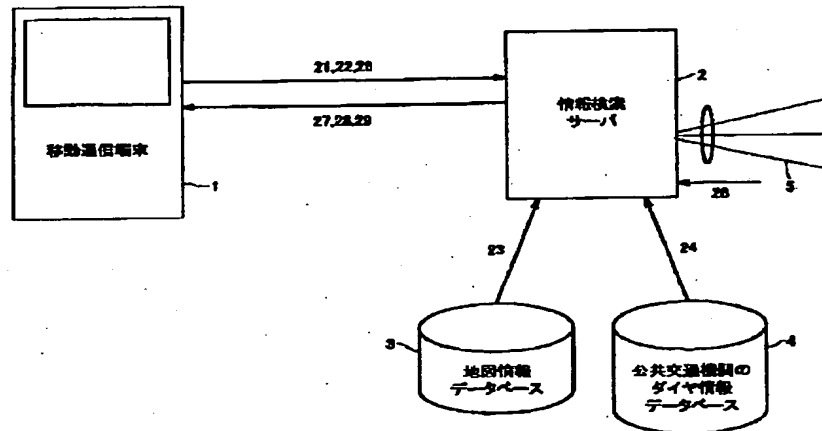 21,22,
2
27,28,29
情報検索
サーバ
移動通信端末
1
5
26
23
24
3
4
地図情報
データベース
公共交通機関の
ダイヤ情報
データベース